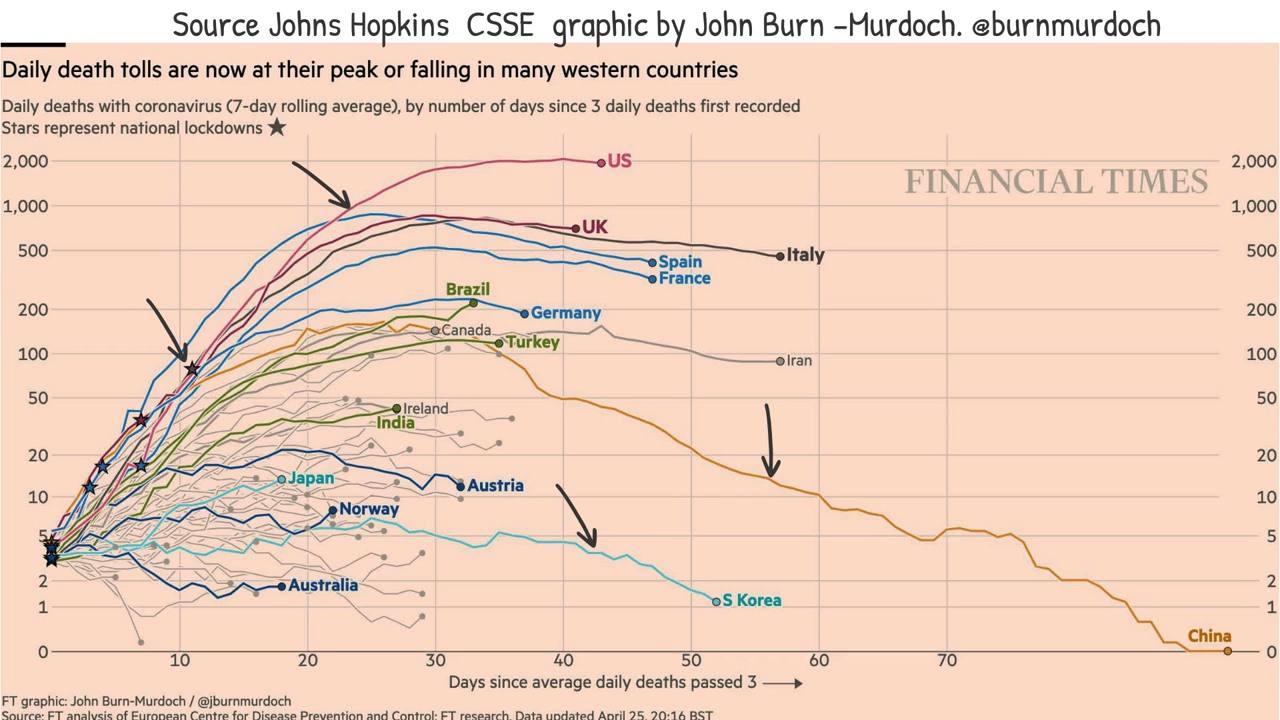 Source Johns Hopkins CSSE graphic by John Burn -Murdoch. @burnmurdoch
Daily death tolls are now at their peak or falling in many western countries
Daily deaths with coronavirus (7-day rolling average), by number of days since 3 daily deaths first recorded
Stars represent national lockdowns ★
2,000 US 2,000
FINANCIAL TIMES
1,000 1,000
UK
500 Italy 500
Spain
France
Brazil
200 Germany 200
Canada
Turkey
100 Iran 100
50 50
Ireland
India
20 20
Japan
Austria
10 10
Norway
5 5
2 Australia 2
1 S Korea 1
China
0 0
10 20 30 40 50 60 70
Days since average daily deaths passed 3
FT graphic: John Burn-Murdoch / @jburnmurdoch
Source: FT analysis of European Centre for Disease Prevention and Control; FT research. Data updated April 25, 20:16 BST